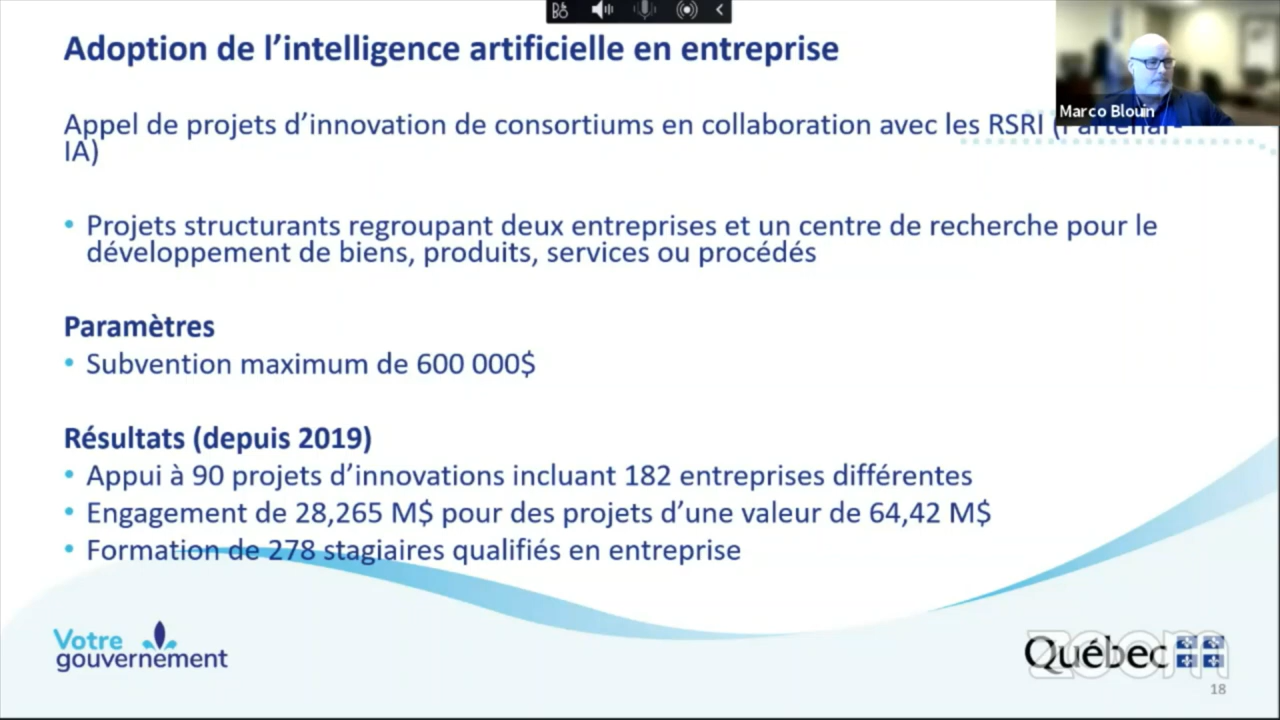 Adoption de l’intelligence artificielle en entreprise
Marco Blouin
Appel de projets d’innovation de consortiums en collaboration avec les RSRI (Partenar-
IA)
• Projets structurants regroupant deux entreprises et un centre de recherche pour le
développement de biens, produits, services ou procédés
Paramètres
• Subvention maximum de 600 000$
Résultats (depuis 2019)
• Appui à 90 projets d’innovations incluant 182 entreprises différentes
• Engagement de 28,265 M$ pour des projets d’une valeur de 64,42 M$
• Formation de 278 stagiaires qualifiés en entreprise
Votre
gouvernement
Québec
zoom
18